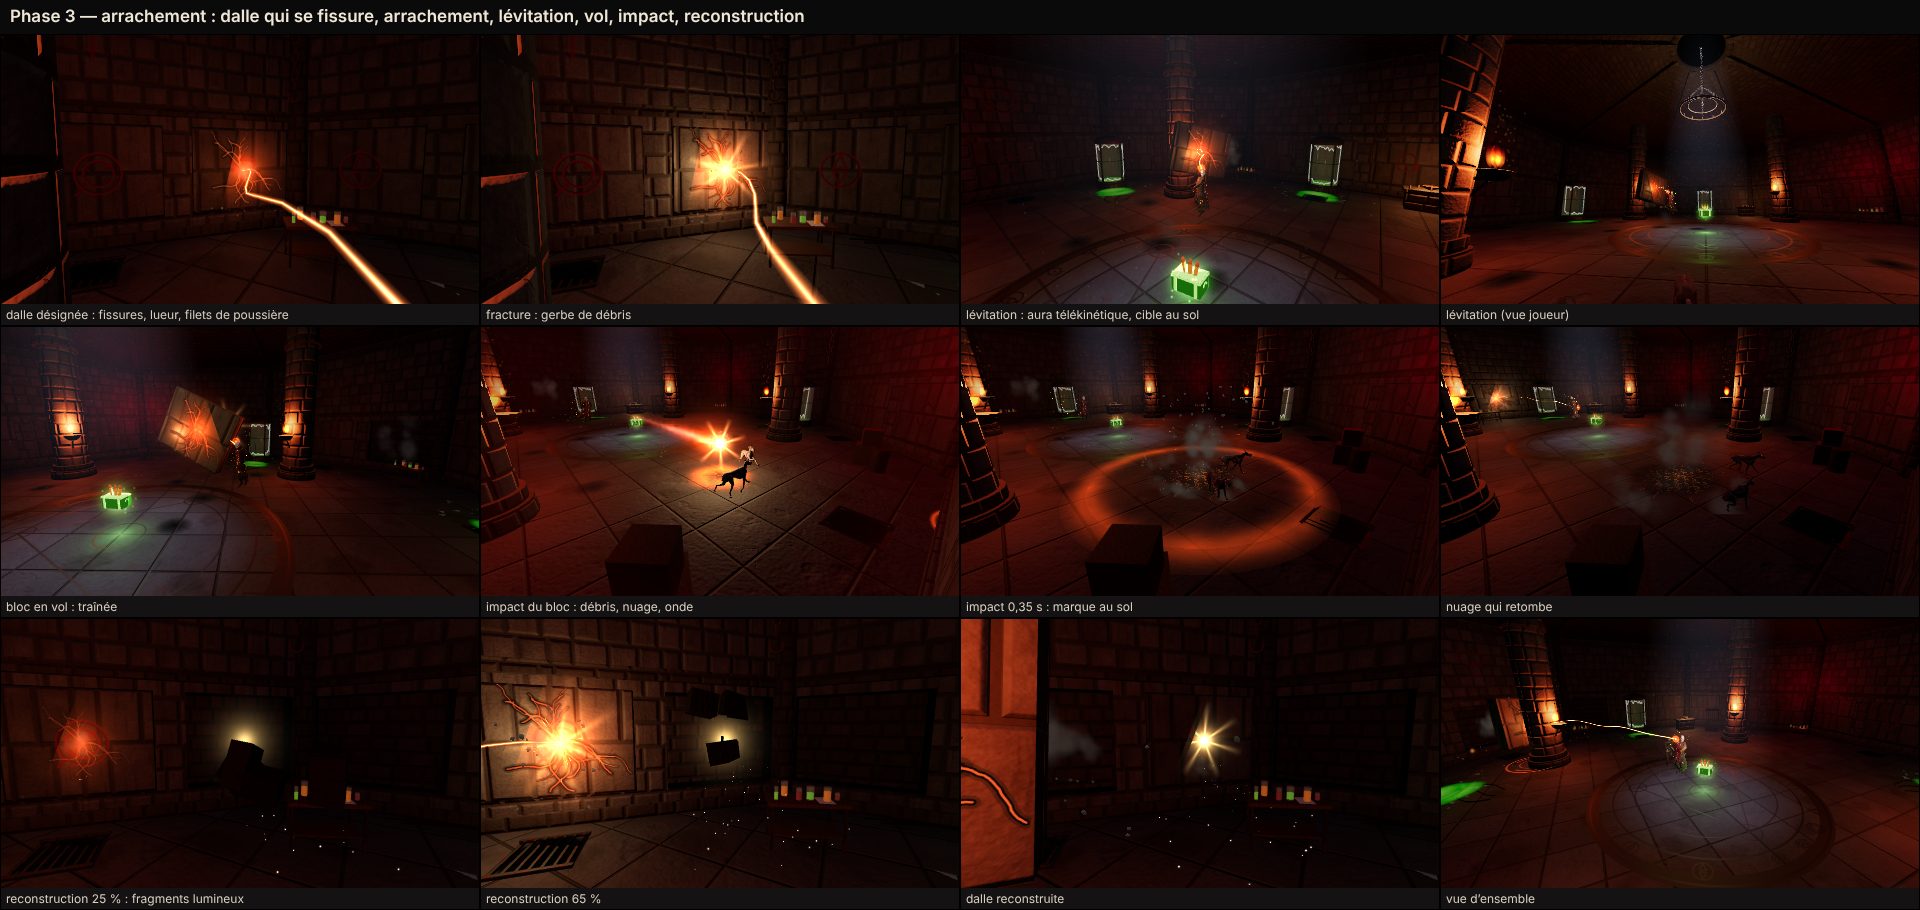 Phase 3 — arrachement : dalle qui se fissure, arrachement, lévitation, vol, impact, reconstruction
dalle désignée : fissures, lueur, filets de poussière
fracture : gerbe de débris
lévitation : aura télékinétique, cible au sol
lévitation (vue joueur)
bloc en vol : traînée
impact du bloc : débris, nuage, onde
impact 0,35 s : marque au sol
nuage qui retombe
reconstruction 25 % : fragments lumineux
reconstruction 65 %
dalle reconstruite
vue d’ensemble